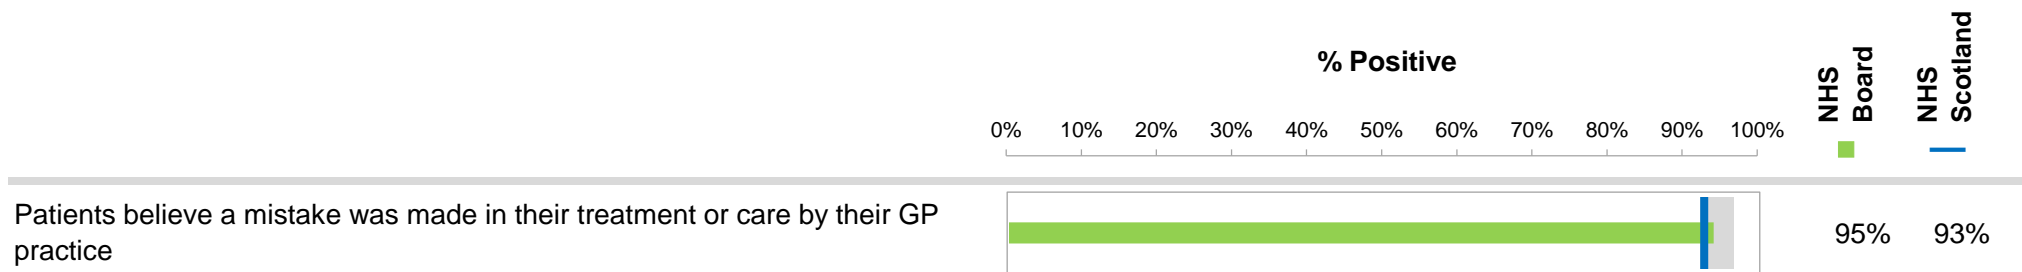 % Positive
NHS
Board
NHS
Scotland
0% 10% 20% 30% 40% 50% 60% 70% 80% 90% 100%
Patients believe a mistake was made in their treatment or care by their GP
practice
95% 93%